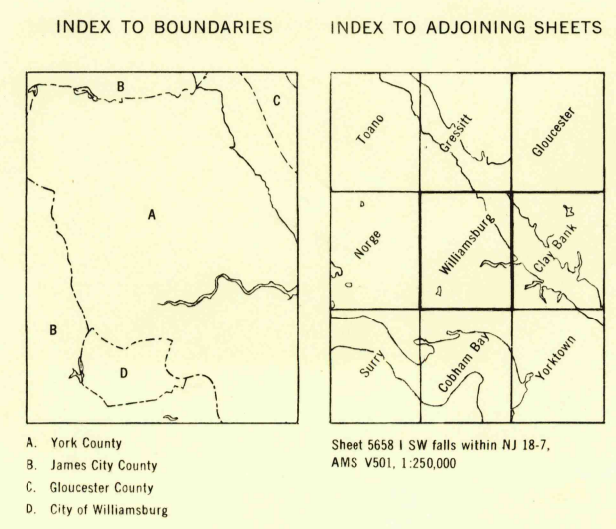 INDEX TO BOUNDARIES
B
C
A
B
D
A. York County
B. James City County
C. Gloucester County
D. City of Williamsburg
INDEX TO ADJOINING SHEETS
Toano
Gressitt
Gloucester
Norge
Williamsburg
Clay Bank
Surry
Cobham Bay
Yorktown
Sheet 5658 I SW falls within NJ 18-7,
AMS V501, 1:250,000